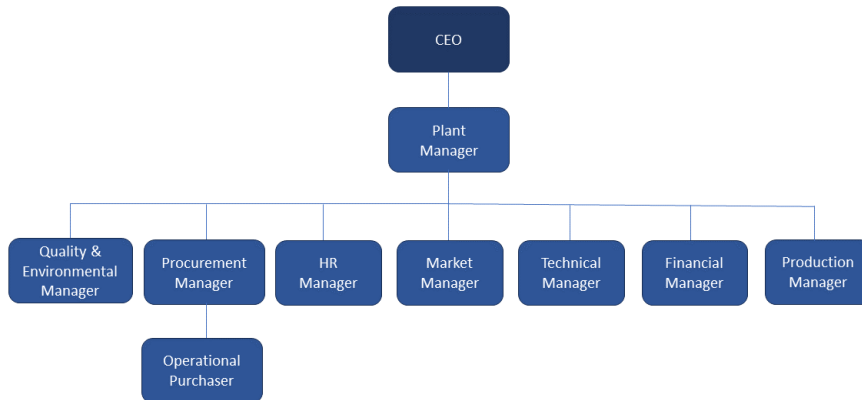 CEO
Plant
Manager
Quality &
Environmental
Manager
Procurement
Manager
HR
Manager
Market
Manager
Technical
Manager
Financial
Manager
Production
Manager
Operational
Purchaser